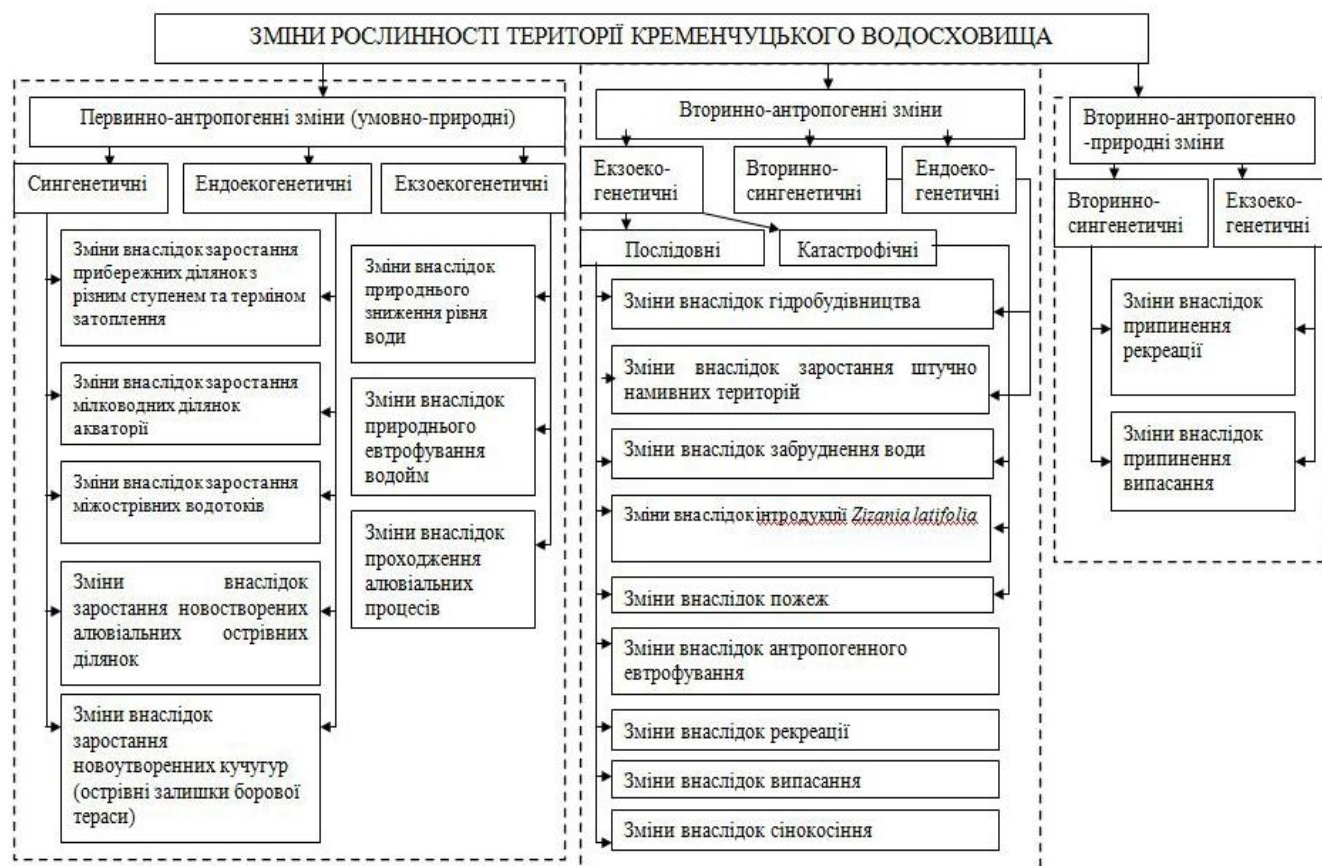 ЗМІНИ РОСЛИННОСТІ ТЕРИТОРІЇ КРЕМЕНЧУЦЬКОГО ВОДОСХОВИЩА
Первинно-антропогенні зміни (умовно-природні)
Сингенетичні
Ендоекогенетичні
Екзоекогенетичні
Зміни внаслідок заростання
прибережних ділянок з
різним ступенем та терміном
затоплення
Зміни внаслідок заростання
мілководних ділянок
акваторії
Зміни внаслідок заростання
міжострівних водотоків
Зміни внаслідок
заростання новостворених
алювіальних острівних
ділянок
Зміни внаслідок
заростання
новоутворенних кучугур
(острівні залишки борової
тераси)
Зміни внаслідок
природнього
зниження рівня
води
Зміни внаслідок
природнього
евтрофування
водойм
Зміни внаслідок
проходження
алювіальних
процесів
Вторинно-антропогенні зміни
Екзоеко-
генетичні
Вторинно-
сингенетичні
Ендоеко-
генетичні
Послідовні
Катастрофічні
Зміни внаслідок гідробудівництва
Зміни внаслідок заростання штучно
намивних територій
Зміни внаслідок забруднення води
Зміни внаслідок інтродукції Zizania latifolia
Зміни внаслідок пожеж
Зміни внаслідок антропогенного
евтрофування
Зміни внаслідок рекреації
Зміни внаслідок випасання
Зміни внаслідок сінокосіння
Вторинно-антропогенно
-природні зміни
Вторинно-
сингенетичні
Екзоеко-
генетичні
Зміни внаслідок
припинення
рекреації
Зміни внаслідок
припинення
випасання